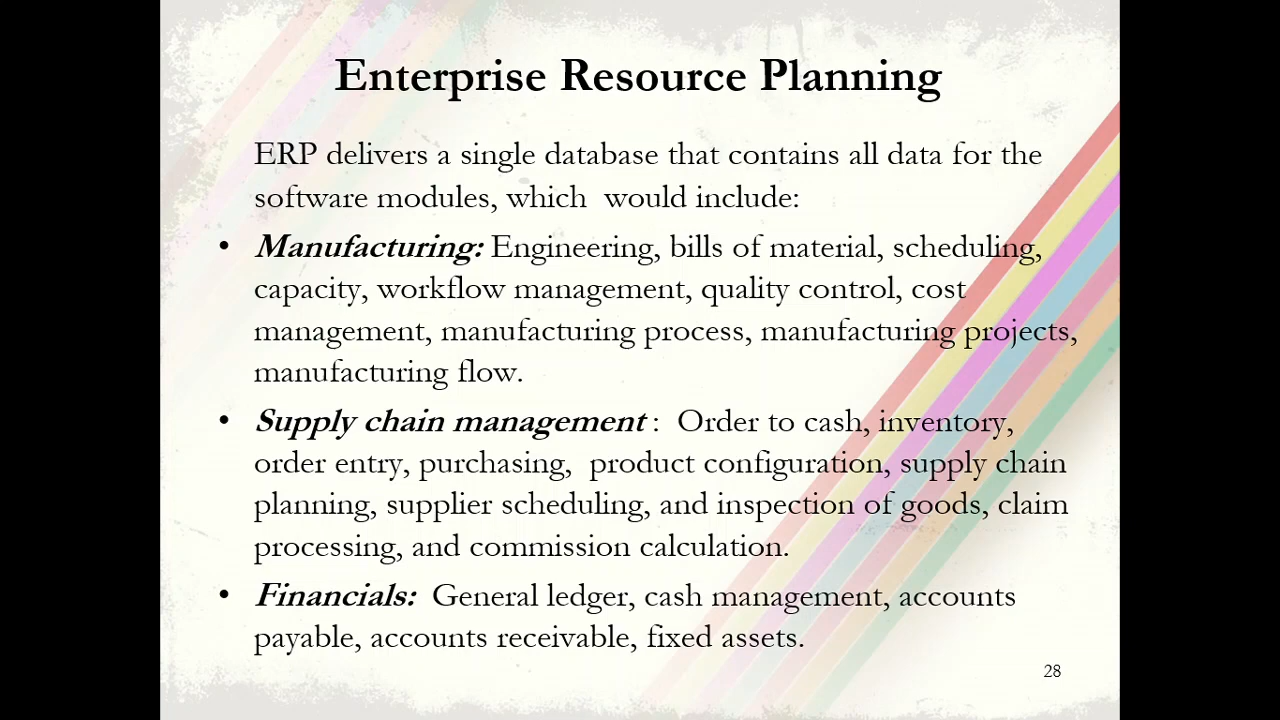 Enterprise Resource Planning
ERP delivers a single database that contains all data for the
software modules, which  would include:
• Manufacturing: Engineering, bills of material, scheduling,
capacity, workflow management, quality control, cost
management, manufacturing process, manufacturing projects,
manufacturing flow.
• Supply chain management :  Order to cash, inventory,
order entry, purchasing,  product configuration, supply chain
planning, supplier scheduling, and inspection of goods, claim
processing, and commission calculation.
• Financials:  General ledger, cash management, accounts
payable, accounts receivable, fixed assets.
28